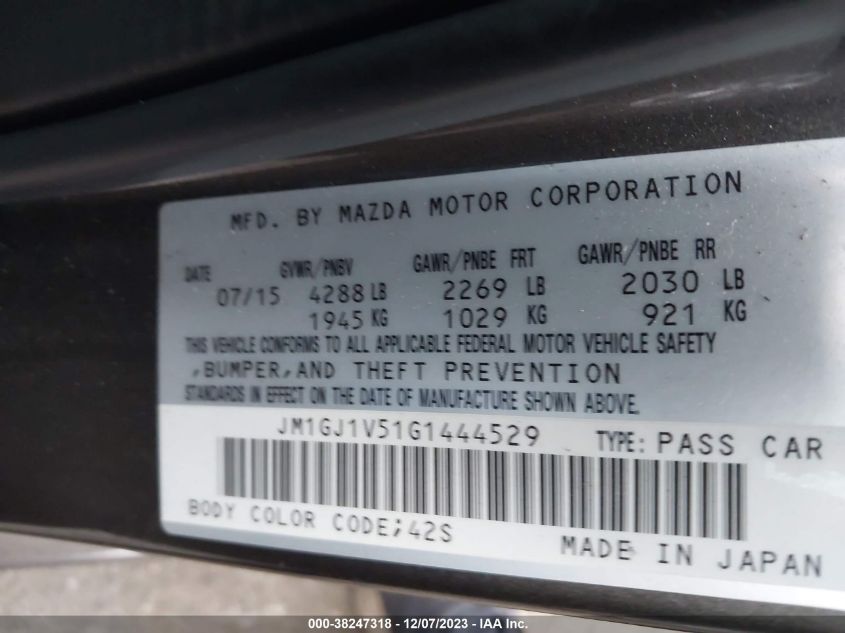 MFD. BY MAZDA MOTOR CORPORATION
DATE GVWR/PNBV GAWR/PNBE FRT GAWR/PNBE RR
07/15 4288 LB 2269 LB 2030 LB
1945 KG 1029 KG 921 KG
THIS VEHICLE CONFORMS TO ALL APPLICABLE FEDERAL MOTOR VEHICLE SAFETY
,BUMPER,AND THEFT PREVENTION
STANDARDS IN EFFECT ON THE DATE OF MANUFACTURE SHOWN ABOVE.
JM1GJ1V51G1444529 TYPE: PASS CAR
BODY COLOR CODE;42S
MADE IN JAPAN
000-38247318 - 12/07/2023 - IAA Inc.